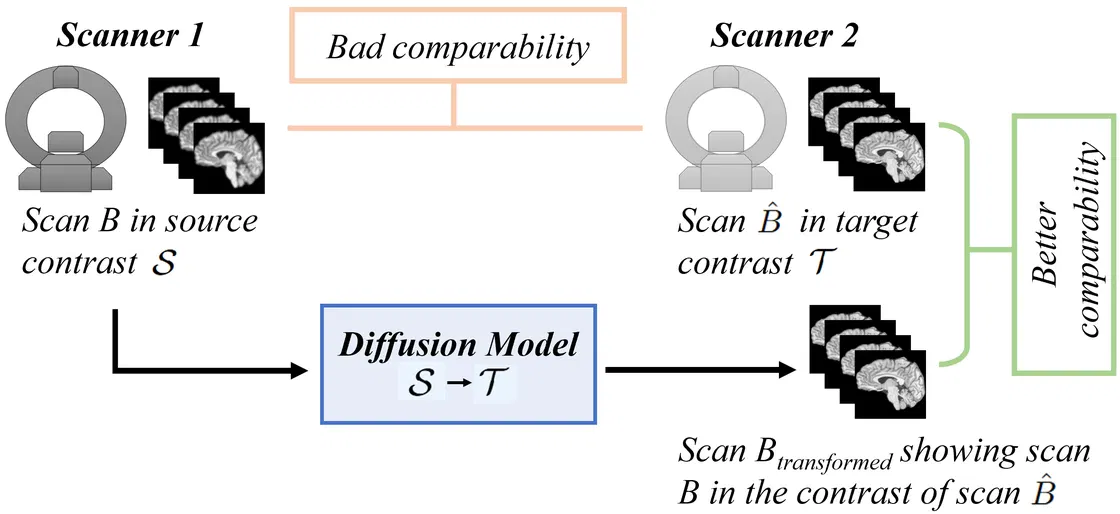 Scanner 1
Bad comparability
Scanner 2
Scan B in source
contrast 𝒮
Scan B̂ in target
contrast 𝒯
Better
comparability
Diffusion Model
𝒮 → 𝒯
Scan Btransformed showing scan
B in the contrast of scan B̂